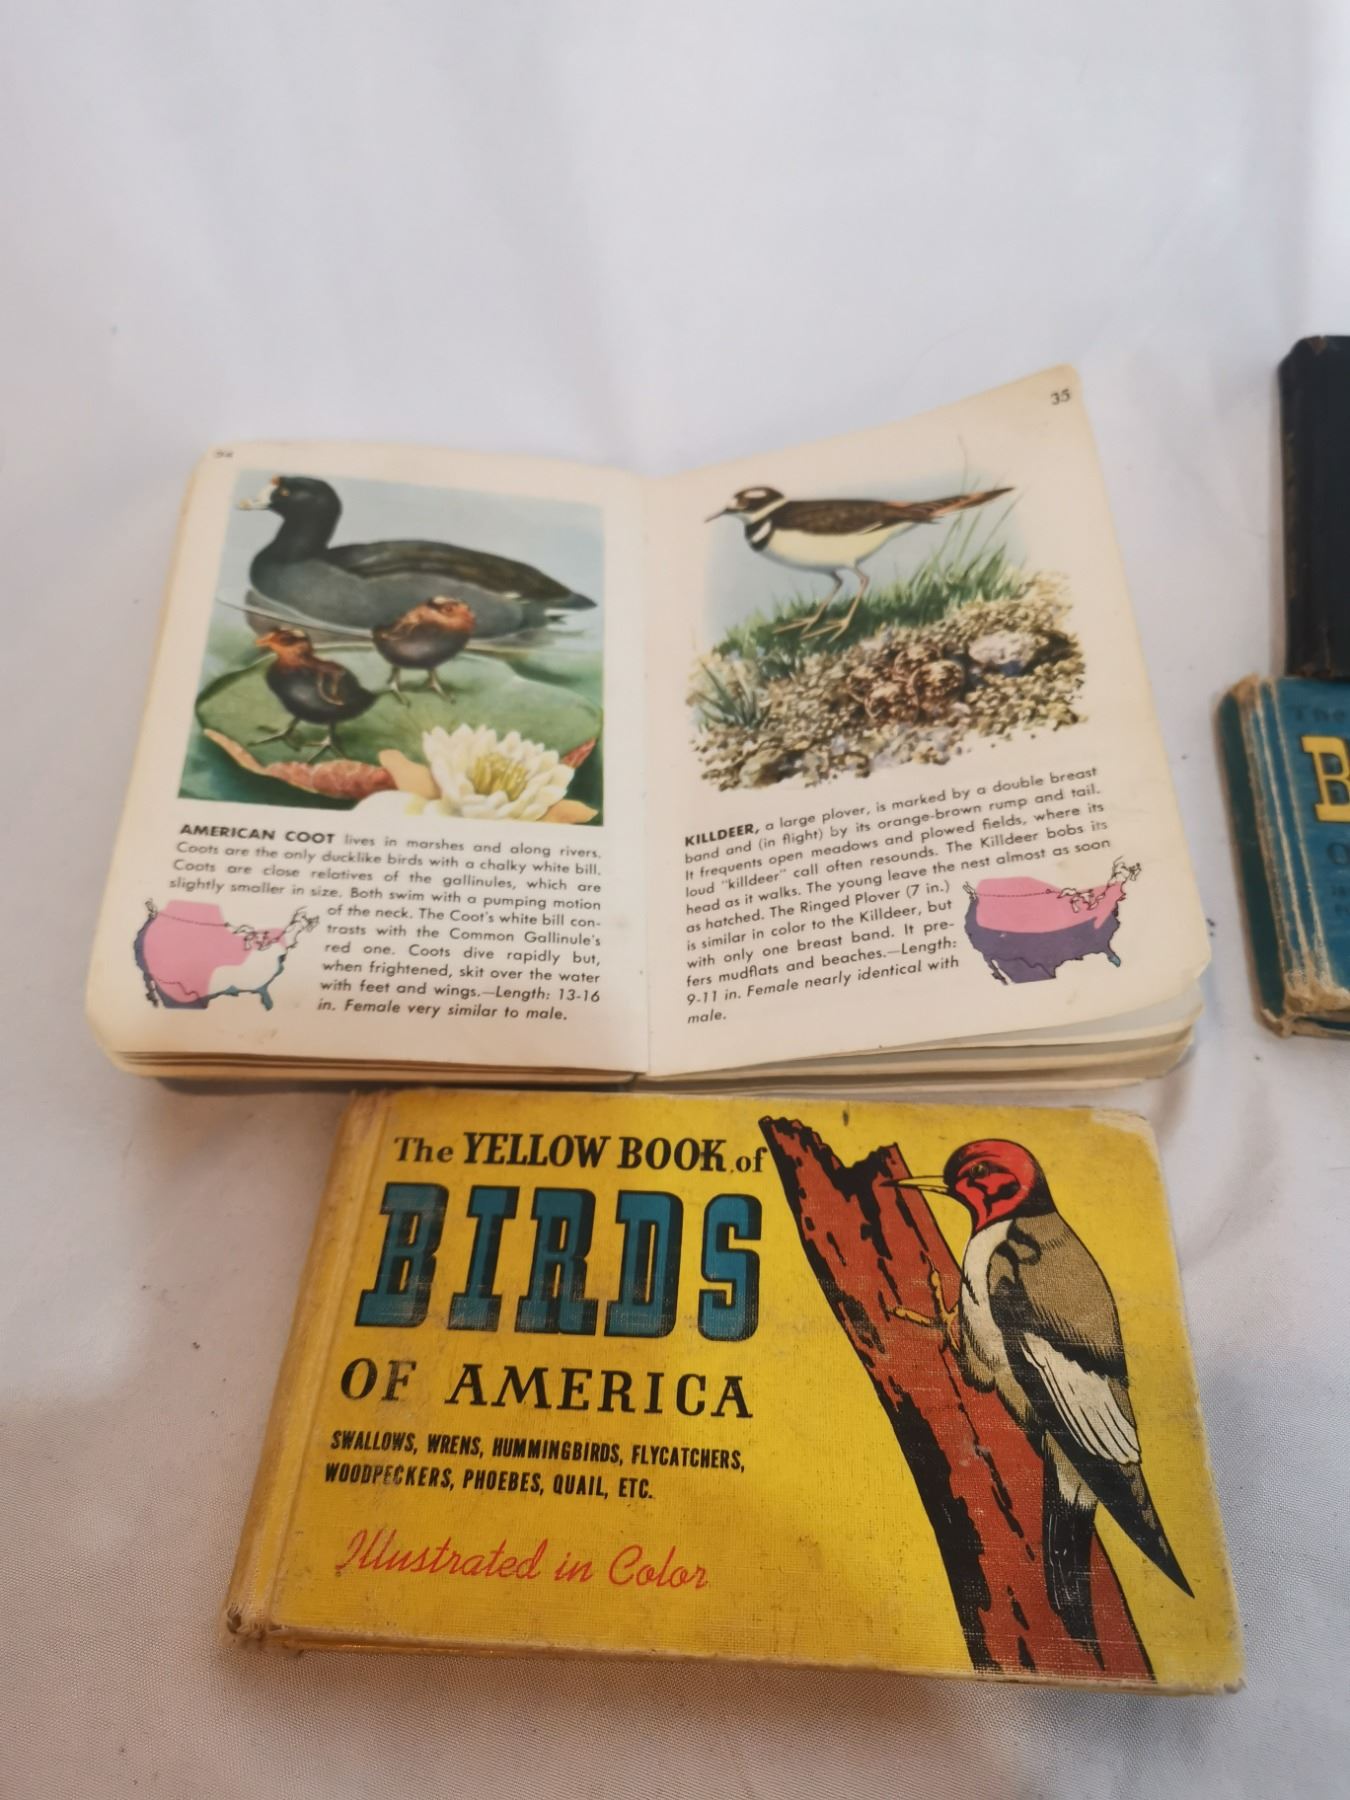 34
AMERICAN COOT lives in marshes and along rivers.
Coots are the only ducklike birds with a chalky white bill.
Coots are close relatives of the gallinules, which are
slightly smaller in size. Both swim with a pumping motion
of the neck. The Coot's white bill con-
trasts with the Common Gallinule's
red one. Coots dive rapidly but,
when frightened, skit over the water
with feet and wings.—Length: 13-16
in. Female very similar to male.
35
KILLDEER, a large plover, is marked by a double breast
band and (in flight) by its orange-brown rump and tail.
It frequents open meadows and plowed fields, where its
loud "killdeer" call often resounds. The Killdeer bobs its
head as it walks. The young leave the nest almost as soon
as hatched. The Ringed Plover (7 in.)
is similar in color to the Killdeer, but
with only one breast band. It pre-
fers mudflats and beaches.—Length:
9-11 in. Female nearly identical with
male.
The YELLOW BOOK of
BIRDS
OF AMERICA
SWALLOWS, WRENS, HUMMINGBIRDS, FLYCATCHERS,
WOODPECKERS, PHOEBES, QUAIL, ETC.
Illustrated in Color
The
B
O